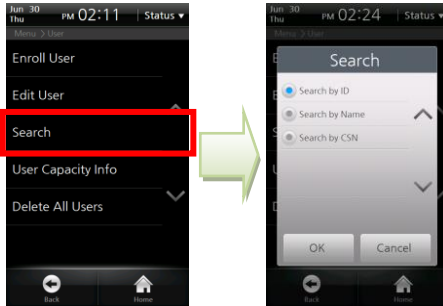 Jun 30
Thu
PM 02:11
Status ▾
Menu > User
Enroll User
Edit User
Search
User Capacity Info
Delete All Users
Back
Home
Jun 30
Thu
PM 02:24
Status ▾
Menu > User
Search
Search by ID
Search by Name
Search by CSN
OK
Cancel
Back
Home